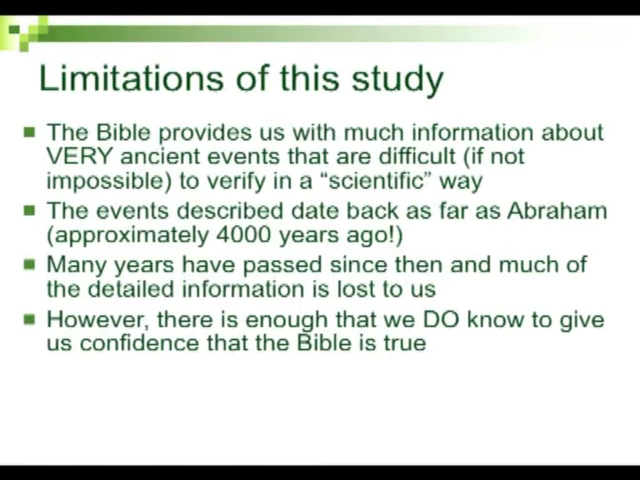 Limitations of this study
The Bible provides us with much information about
VERY ancient events that are difficult (if not
impossible) to verify in a “scientific” way
The events described date back as far as Abraham
(approximately 4000 years ago!)
Many years have passed since then and much of
the detailed information is lost to us
However, there is enough that we DO know to give
us confidence that the Bible is true